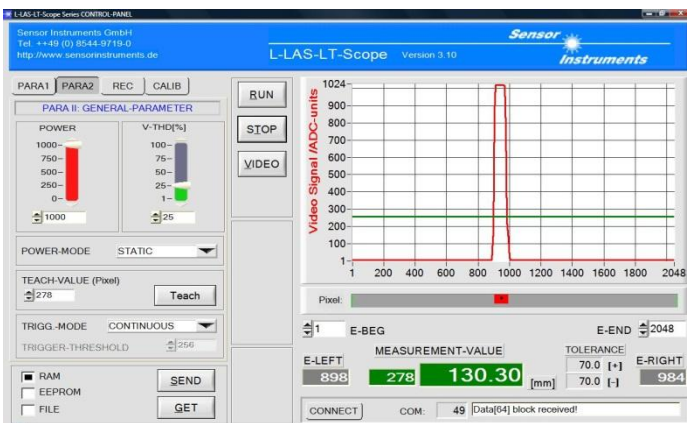 L-LAS-LT-Scope Series CONTROL-PANEL
Sensor Instruments GmbH
Tel. ++49 (0) 8544-9719-0
http://www.sensorinstruments.de
L-LAS-LT-Scope Version 3.10
Sensor
Instruments
PARA1 PARA2 REC CALIB
PARA II: GENERAL-PARAMETER
POWER
1000
750
500
250
0
1000
V-THD[%]
100
75
50
25
1
25
POWER-MODE STATIC
TEACH-VALUE (Pixel)
278 Teach
TRIGG.-MODE CONTINUOUS
TRIGGER-THRESHOLD 256
RAM
EEPROM
FILE
SEND
GET
RUN
STOP
VIDEO
Video Signal /ADC-units
1024
900
800
700
600
500
400
300
200
100
1
1 200 400 600 800 1000 1200 1400 1600 1800 2048
Pixel:
1 E-BEG E-END 2048
E-LEFT
898
MEASUREMENT-VALUE
278 130.30 [mm]
TOLERANCE
70.0 [+]
70.0 [-]
E-RIGHT
984
CONNECT COM: 49 Data[64] block received!